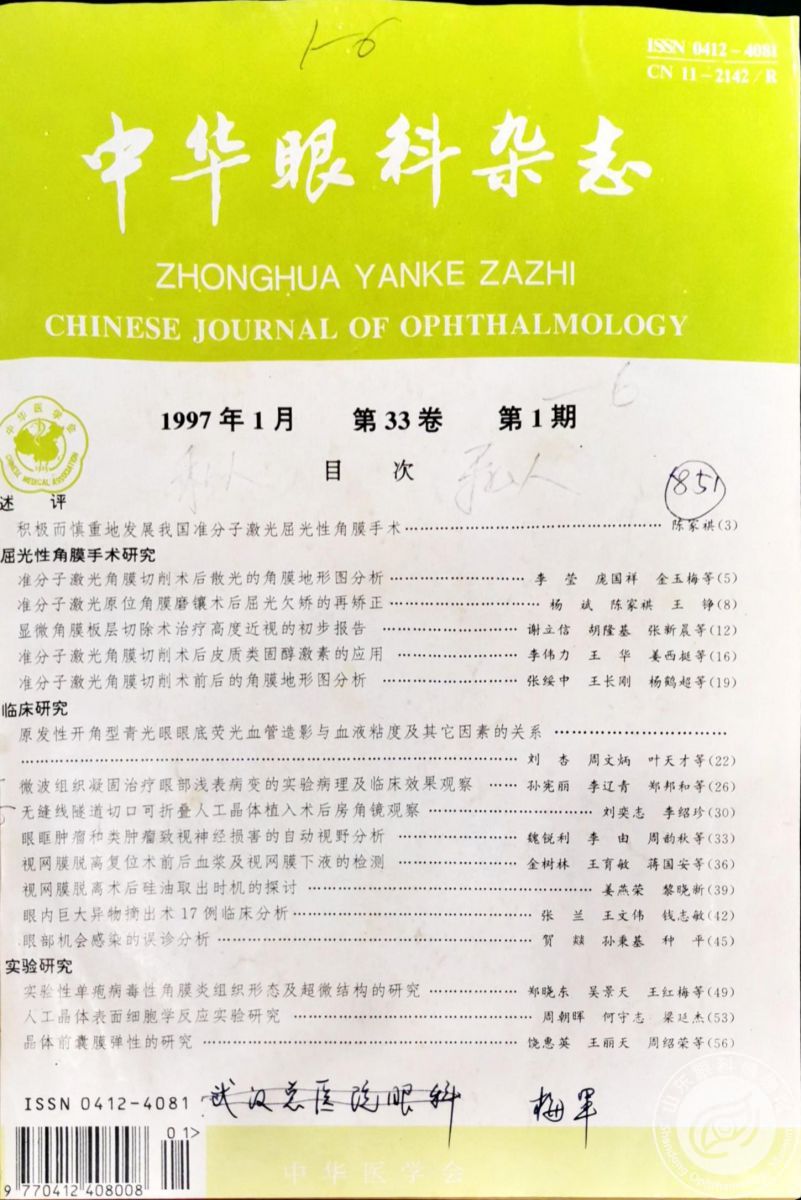 1-6
ISSN 0412-4081
CN 11-2142/R
中华眼科杂志
ZHONGHUA YANKE ZAZHI
CHINESE JOURNAL OF OPHTHALMOLOGY
中华医学会
CHINESE MEDICAL ASSOCIATION
1997年1月 第33卷 第1期
目 次
851
述 评
积极而慎重地发展我国准分子激光屈光性角膜手术……陈家祺(3)
屈光性角膜手术研究
准分子激光角膜切削术后散光的角膜地形图分析……李 莹 庞国祥 金玉梅等(5)
准分子激光原位角膜磨镶术后屈光欠矫的再矫正……杨 斌 陈家祺 王 铮(8)
显微角膜板层切除术治疗高度近视的初步报告……谢立信 胡隆基 张新晨等(12)
准分子激光角膜切削术后皮质类固醇激素的应用……李伟力 王 华 姜西挺等(16)
准分子激光角膜切削术前后的角膜地形图分析……张绥中 王长刚 杨鹤超等(19)
临床研究
原发性开角型青光眼眼底荧光血管造影与血液粘度及其它因素的关系……
……刘 杏 周文炳 叶天才等(22)
微波组织凝固治疗眼部浅表病变的实验病理及临床效果观察……孙宪丽 李辽青 郑邦和等(26)
无缝线隧道切口可折叠人工晶体植入术后房角镜观察……刘奕志 李绍珍(30)
眼眶肿瘤和类肿瘤致视神经损害的自动视野分析……魏锐利 李 由 周韵秋等(33)
视网膜脱离复位术前后血浆及视网膜下液的检测……金树林 王育敏 蒋国安等(36)
视网膜脱离术后硅油取出时机的探讨……姜燕荣 黎晓新(39)
眼内巨大异物摘出术17例临床分析……张 兰 王文伟 钱志敏(42)
眼部机会感染的误诊分析……贺 燚 孙秉基 种 平(45)
实验研究
实验性单疱病毒性角膜炎组织形态及超微结构的研究……郑晓东 吴景天 王红梅等(49)
人工晶体表面细胞学反应实验研究……周朝晖 何守志 梁延杰(53)
晶体前囊膜弹性的研究……饶惠英 王丽天 周绍荣等(56)
ISSN 0412-4081
武汉总医院眼科 梅军
01>
9 770412 408008
中华医学会